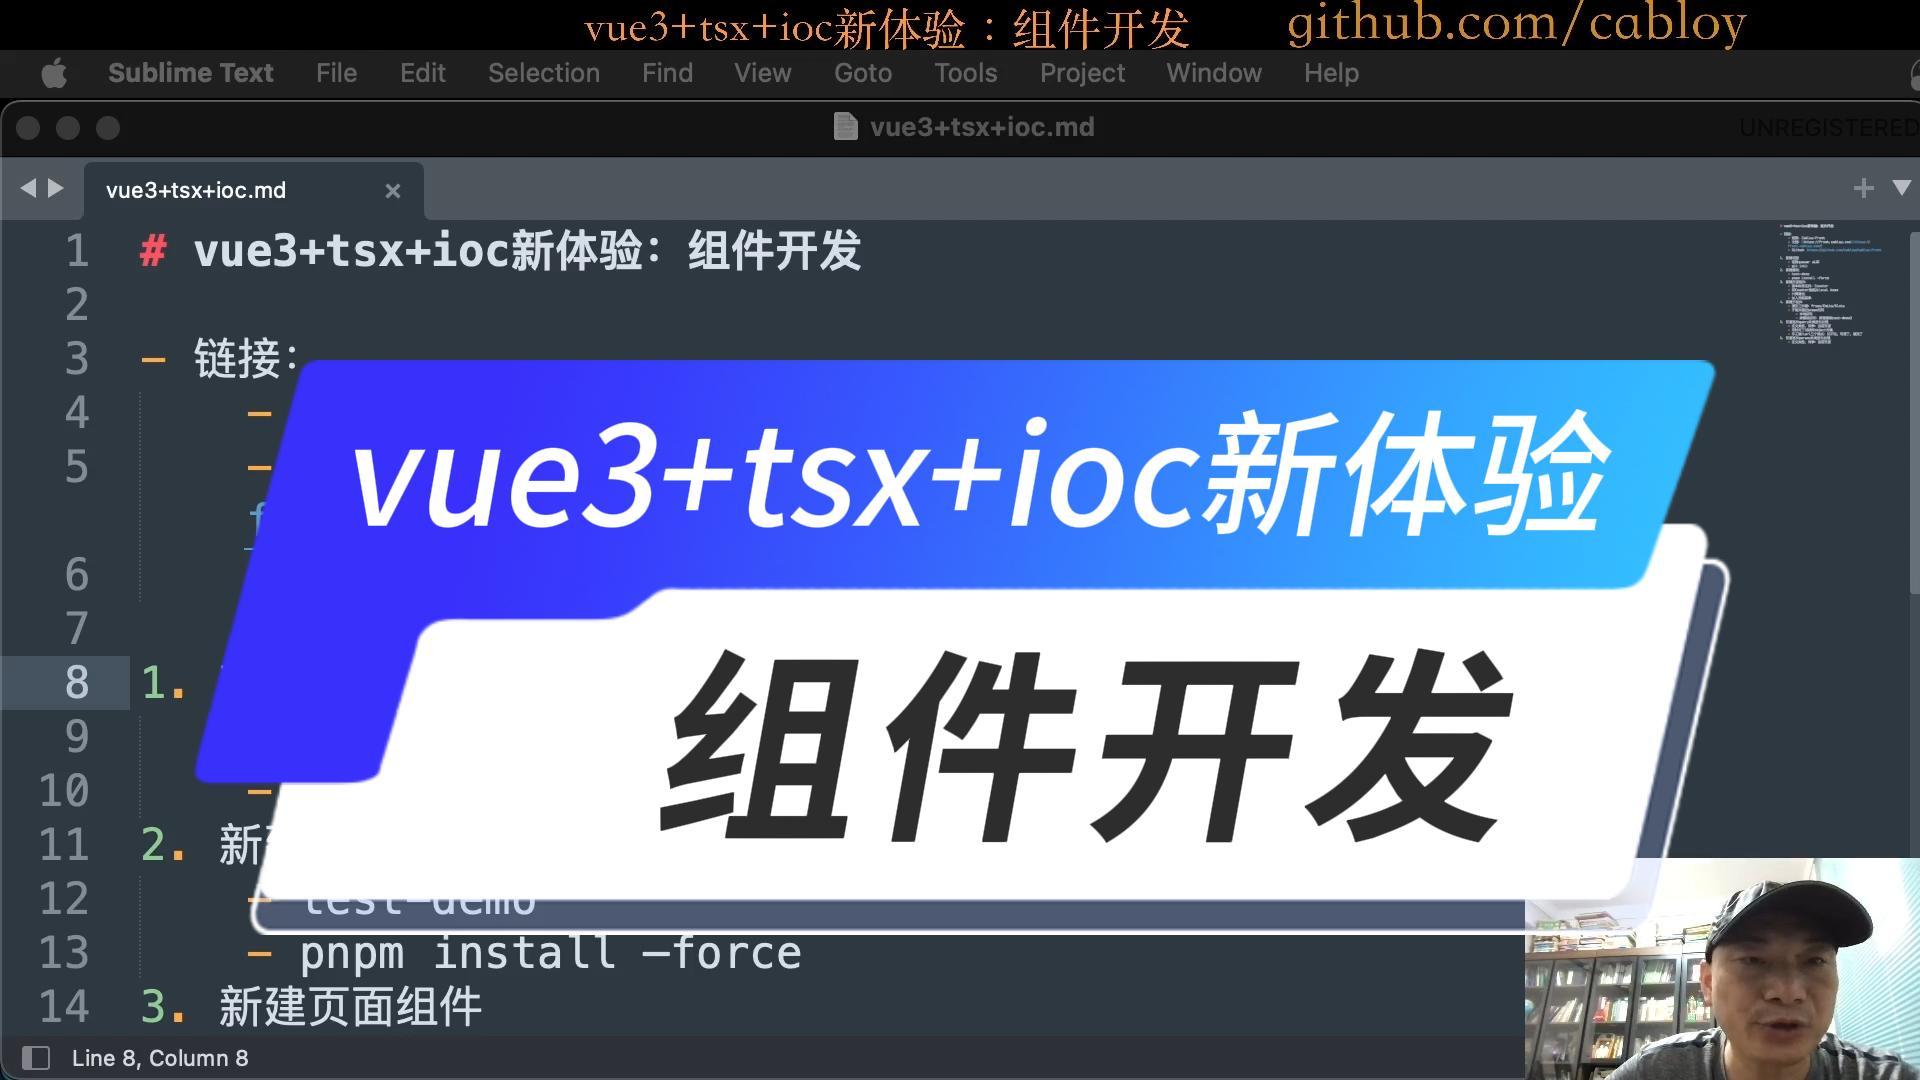 vue3+tsx+ioc新体验：组件开发
github.com/cabloy
Sublime Text File Edit Selection Find View Goto Tools Project Window Help
vue3+tsx+ioc.md
UNREGISTERED
vue3+tsx+ioc.md
1 # vue3+tsx+ioc新体验：组件开发
2
3 - 链接：
4 -
5 -
6
7
8 1.
9
10 -
11 2. 新
12 - test-demo
13 - pnpm install —force
14 3. 新建页面组件
vue3+tsx+ioc新体验
组件开发
Line 8, Column 8